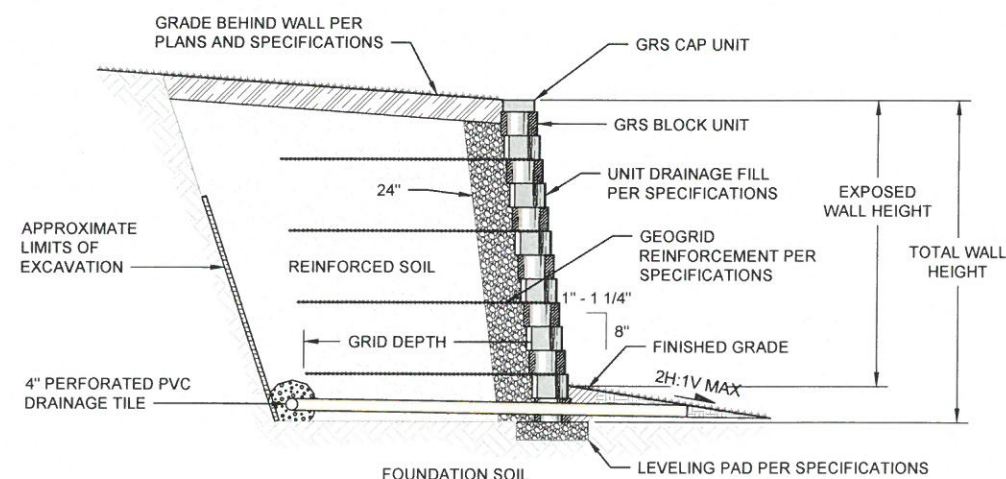 GRADE BEHIND WALL PER
PLANS AND SPECIFICATIONS
GRS CAP UNIT
GRS BLOCK UNIT
UNIT DRAINAGE FILL
PER SPECIFICATIONS
24"
EXPOSED
WALL HEIGHT
TOTAL WALL
HEIGHT
APPROXIMATE
LIMITS OF
EXCAVATION
GEOGRID
REINFORCEMENT PER
SPECIFICATIONS
REINFORCED SOIL
1" - 1 1/4"
8"
GRID DEPTH
FINISHED GRADE
2H:1V MAX
4" PERFORATED PVC
DRAINAGE TILE
LEVELING PAD PER SPECIFICATIONS
FOUNDATION SOIL